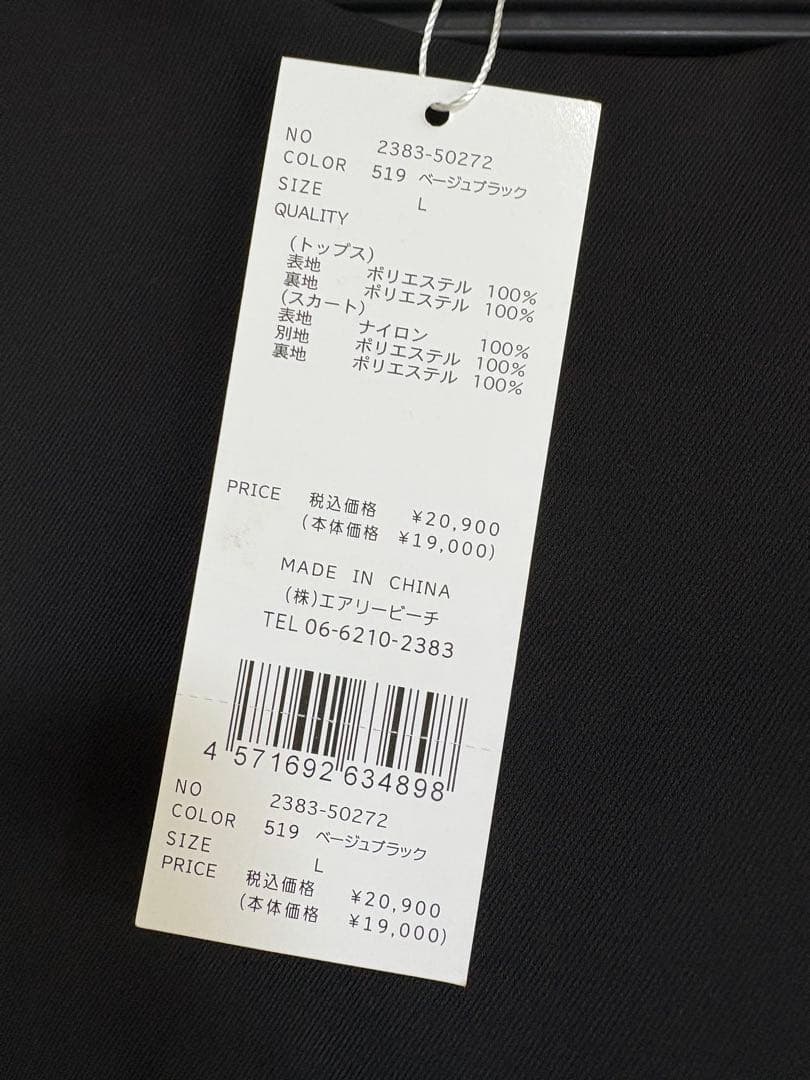 NO 2383-50272
COLOR 519 ベージュブラック
SIZE L
QUALITY
(トップス)
表地 ポリエステル 100%
裏地 ポリエステル 100%
(スカート)
表地 ナイロン 100%
別地 ポリエステル 100%
裏地 ポリエステル 100%
PRICE 税込価格 ¥20,900
(本体価格 ¥19,000)
MADE IN CHINA
(株)エアリービーチ
TEL 06-6210-2383
4 571692 634898
NO 2383-50272
COLOR 519 ベージュブラック
SIZE L
PRICE 税込価格 ¥20,900
(本体価格 ¥19,000)